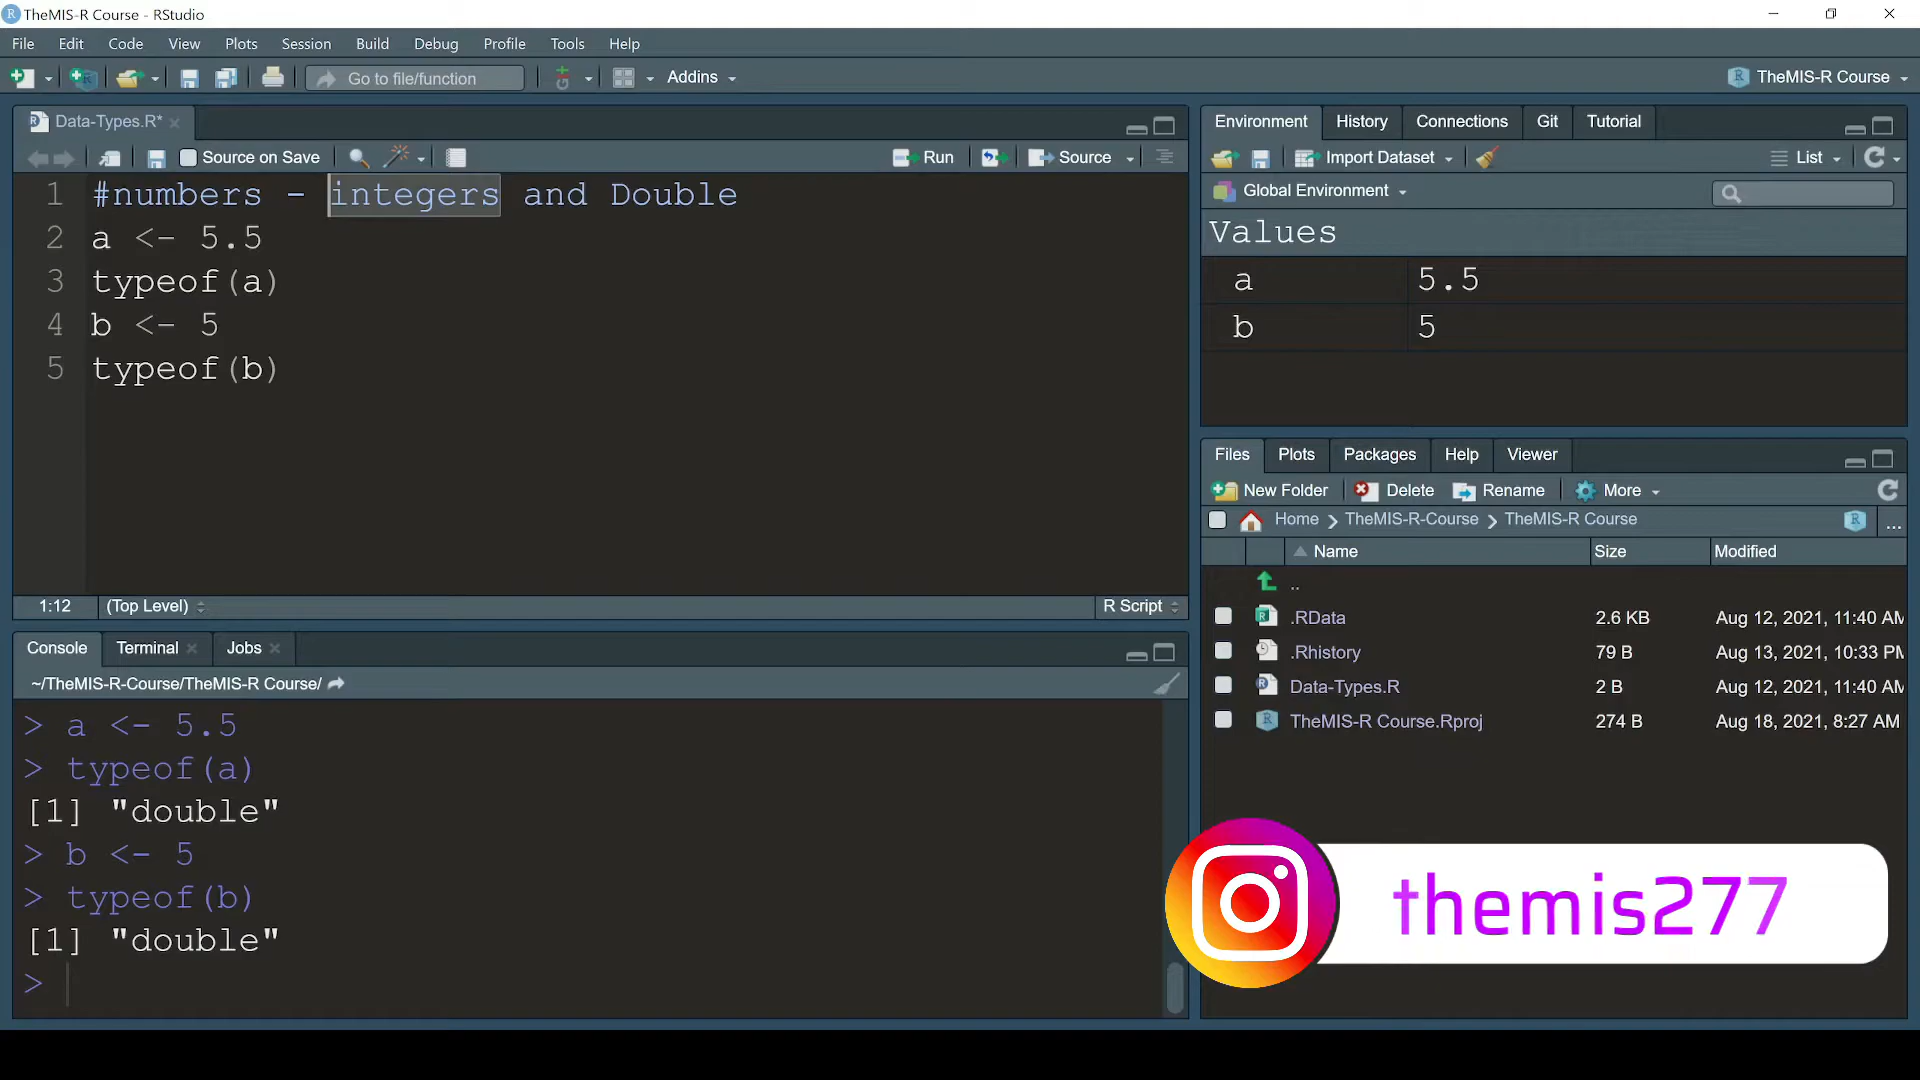 TheMIS-R Course - RStudio
File Edit Code View Plots Session Build Debug Profile Tools Help
Go to file/function Addins TheMIS-R Course
Data-Types.R*
Source on Save Run Source
1 #numbers - integers and Double
2 a <- 5.5
3 typeof(a)
4 b <- 5
5 typeof(b)
1:12 (Top Level) R Script
Console Terminal Jobs
~/TheMIS-R-Course/TheMIS-R Course/
> a <- 5.5
> typeof(a)
[1] "double"
> b <- 5
> typeof(b)
[1] "double"
>
Environment History Connections Git Tutorial
Import Dataset List
Global Environment
Values
a 5.5
b 5
Files Plots Packages Help Viewer
New Folder Delete Rename More
Home TheMIS-R-Course TheMIS-R Course ...
Name Size Modified
..
.RData 2.6 KB Aug 12, 2021, 11:40 AM
.Rhistory 79 B Aug 13, 2021, 10:33 PM
Data-Types.R 2 B Aug 12, 2021, 11:40 AM
TheMIS-R Course.Rproj 274 B Aug 18, 2021, 8:27 AM
themis277